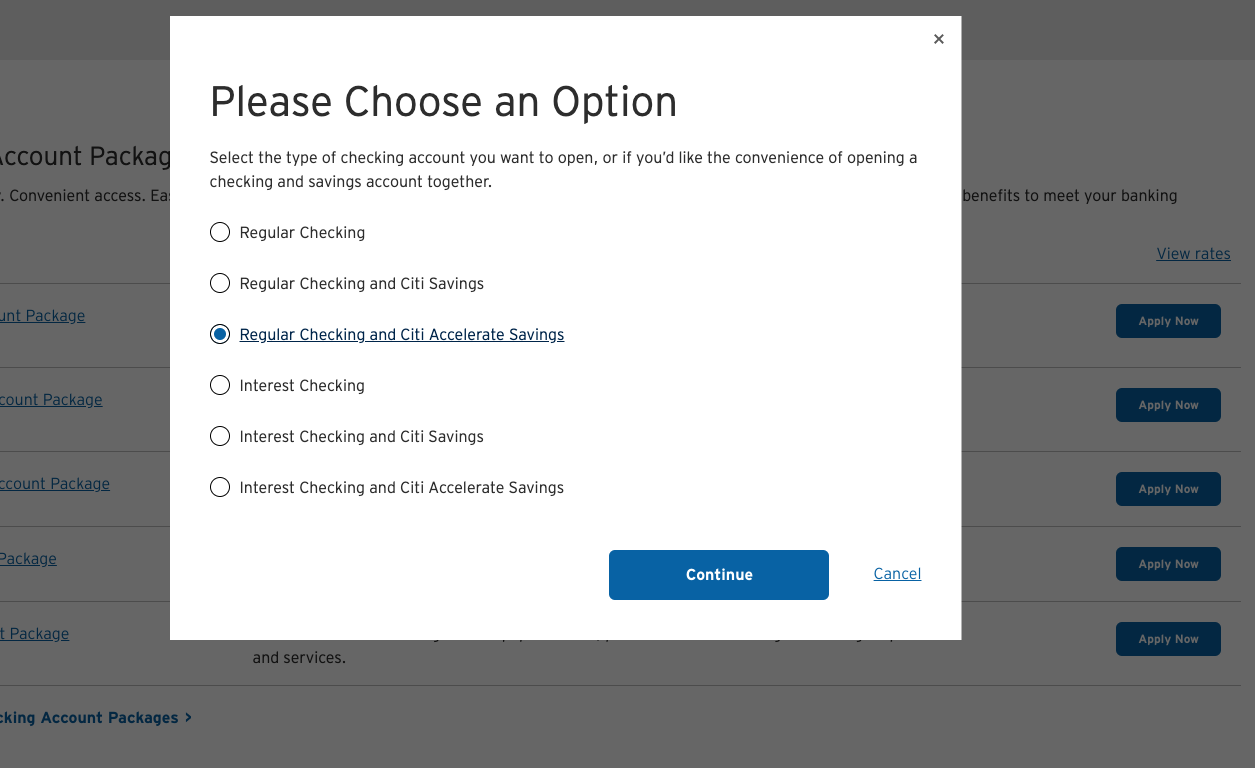 ×
Please Choose an Option
Select the type of checking account you want to open, or if you’d like the convenience of opening a
checking and savings account together.
Regular Checking
Regular Checking and Citi Savings
Regular Checking and Citi Accelerate Savings
Interest Checking
Interest Checking and Citi Savings
Interest Checking and Citi Accelerate Savings
Continue
Cancel
Account Packag
. Convenient access. Eas
benefits to meet your banking
View rates
unt Package
Apply Now
count Package
Apply Now
ccount Package
Apply Now
Package
Apply Now
t Package
Apply Now
and services.
cking Account Packages >